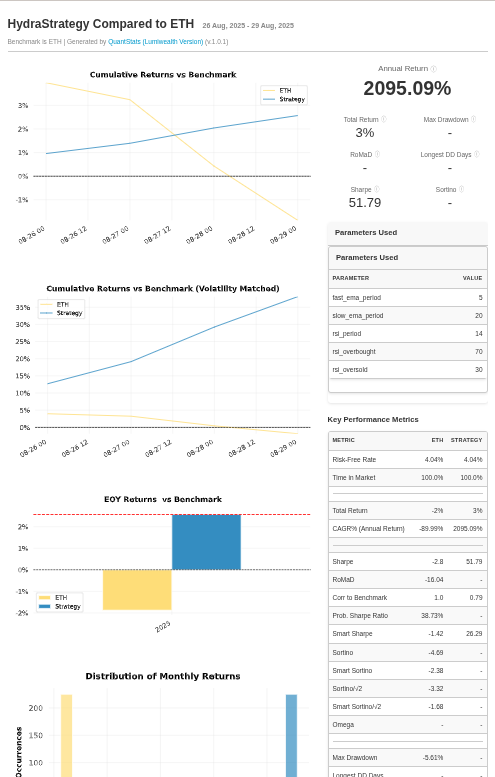 HydraStrategy Compared to ETH 26 Aug, 2025 - 29 Aug, 2025
Benchmark is ETH | Generated by QuantStats (Lumiwealth Version) (v.1.0.1)
Cumulative Returns vs Benchmark
ETH
Strategy
3%
2%
1%
0%
-1%
08-26 00
08-26 12
08-27 00
08-27 12
08-28 00
08-28 12
08-29 00
Cumulative Returns vs Benchmark (Volatility Matched)
ETH
Strategy
35%
30%
25%
20%
15%
10%
5%
0%
08-26 00
08-26 12
08-27 00
08-27 12
08-28 00
08-28 12
08-29 00
EOY Returns vs Benchmark
2%
1%
0%
-1%
-2%
ETH
Strategy
2025
Distribution of Monthly Returns
200
150
100
Occurrences
Annual Return
2095.09%
Total Return Max Drawdown
3% -
RoMaD Longest DD Days
- -
Sharpe Sortino
51.79 -
Parameters Used
Parameters Used
PARAMETER VALUE
fast_ema_period 5
slow_ema_period 20
rsi_period 14
rsi_overbought 70
rsi_oversold 30
Key Performance Metrics
METRIC ETH STRATEGY
Risk-Free Rate 4.04% 4.04%
Time in Market 100.0% 100.0%
Total Return -2% 3%
CAGR% (Annual Return) -89.99% 2095.09%
Sharpe -2.8 51.79
RoMaD -16.04 -
Corr to Benchmark 1.0 0.79
Prob. Sharpe Ratio 38.73% -
Smart Sharpe -1.42 26.29
Sortino -4.69 -
Smart Sortino -2.38 -
Sortino/√2 -3.32 -
Smart Sortino/√2 -1.68 -
Omega - -
Max Drawdown -5.61% -
Longest DD Days - -